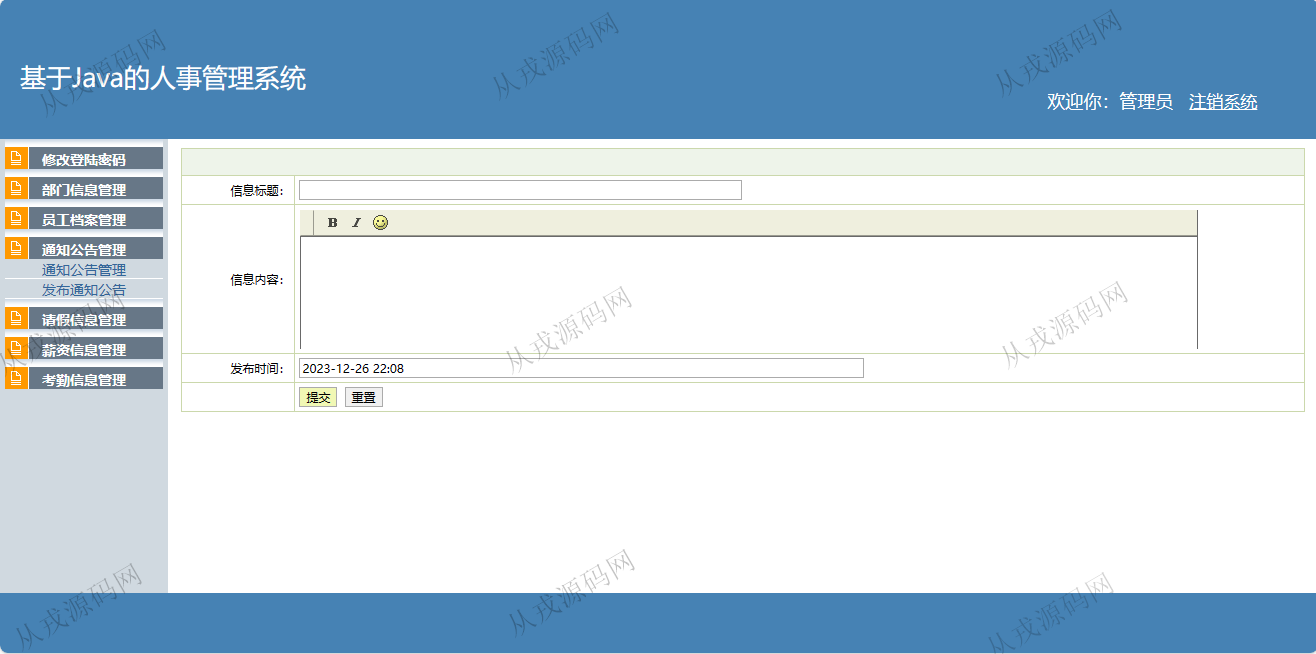 基于Java的人事管理系统
欢迎你：管理员 注销系统
修改登陆密码
部门信息管理
员工档案管理
通知公告管理
通知公告管理
发布通知公告
请假信息管理
薪资信息管理
考勤信息管理
信息标题:
B I
信息内容:
发布时间: 2023-12-26 22:08
提交 重置
从戎源码网
从戎源码网
从戎源码网
从戎源码网
从戎源码网
从戎源码网
从戎源码网
从戎源码网
从戎源码网